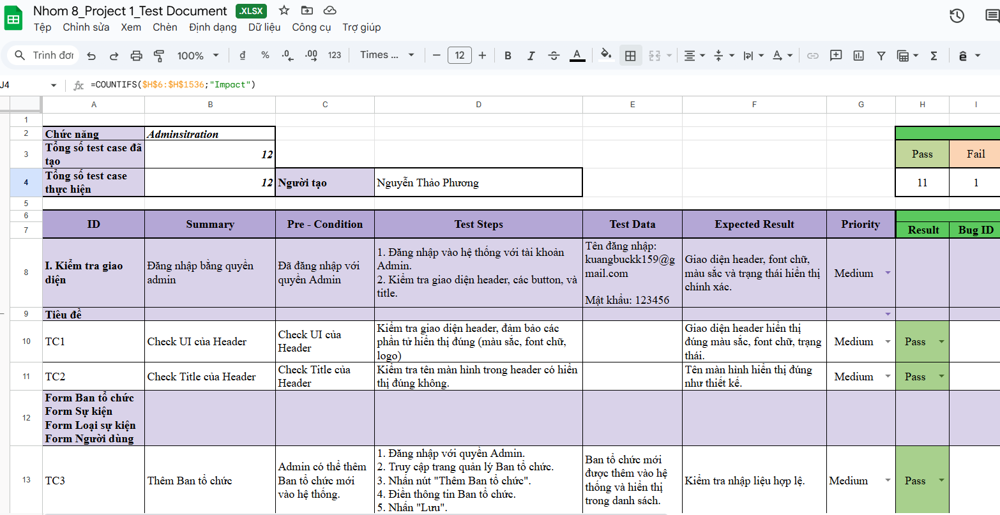 Nhom 8_Project 1_Test Document .XLSX
Tệp Chỉnh sửa Xem Chèn Định dạng Dữ liệu Công cụ Trợ giúp
100% đ % .0 .00 123 Times ... 12 B I A
J4 fx =COUNTIFS($H$6:$H$1536;"Impact")
A B C D E F G H I
1
2 Chức năng Adminsitration
3 Tổng số test case đã
tạo
12 Pass Fail
4 Tổng số test case
thực hiện
12 Người tạo Nguyễn Thảo Phương 11 1
5
6
7
ID Summary Pre - Condition Test Steps Test Data Expected Result Priority Result Bug ID
8
I. Kiểm tra giao
diện
Đăng nhập bằng quyền
admin
Đã đăng nhập với
quyền Admin
1. Đăng nhập vào hệ thống với tài khoản
Admin.
2. Kiểm tra giao diện header, các button, và
title.
Tên đăng nhập:
kuangbuckk159@g
mail.com
Mật khẩu: 123456
Giao diện header, font chữ,
màu sắc và trạng thái hiển thị
chính xác.
Medium
9 Tiêu đề
10 TC1 Check UI của Header
Check UI của
Header
Kiểm tra giao diện header, đảm bảo các
phần tử hiển thị đúng (màu sắc, font chữ,
logo)
Giao diện header hiển thị
đúng màu sắc, font chữ, trạng
thái.
Medium Pass
11 TC2 Check Title của Header
Check Title của
Header
Kiểm tra tên màn hình trong header có hiển
thị đúng không.
Tên màn hình hiển thị đúng
như thiết kế.
Medium Pass
12
Form Ban tổ chức
Form Sự kiện
Form Loại sự kiện
Form Người dùng
13 TC3 Thêm Ban tổ chức
Admin có thể thêm
Ban tổ chức mới
vào hệ thống.
1. Đăng nhập với quyền Admin.
2. Truy cập trang quản lý Ban tổ chức.
3. Nhấn nút "Thêm Ban tổ chức".
4. Điền thông tin Ban tổ chức.
5. Nhấn "Lưu".
Ban tổ chức mới
được thêm vào hệ
thống và hiển thị
trong danh sách.
Kiểm tra nhập liệu hợp lệ.
Medium Pass